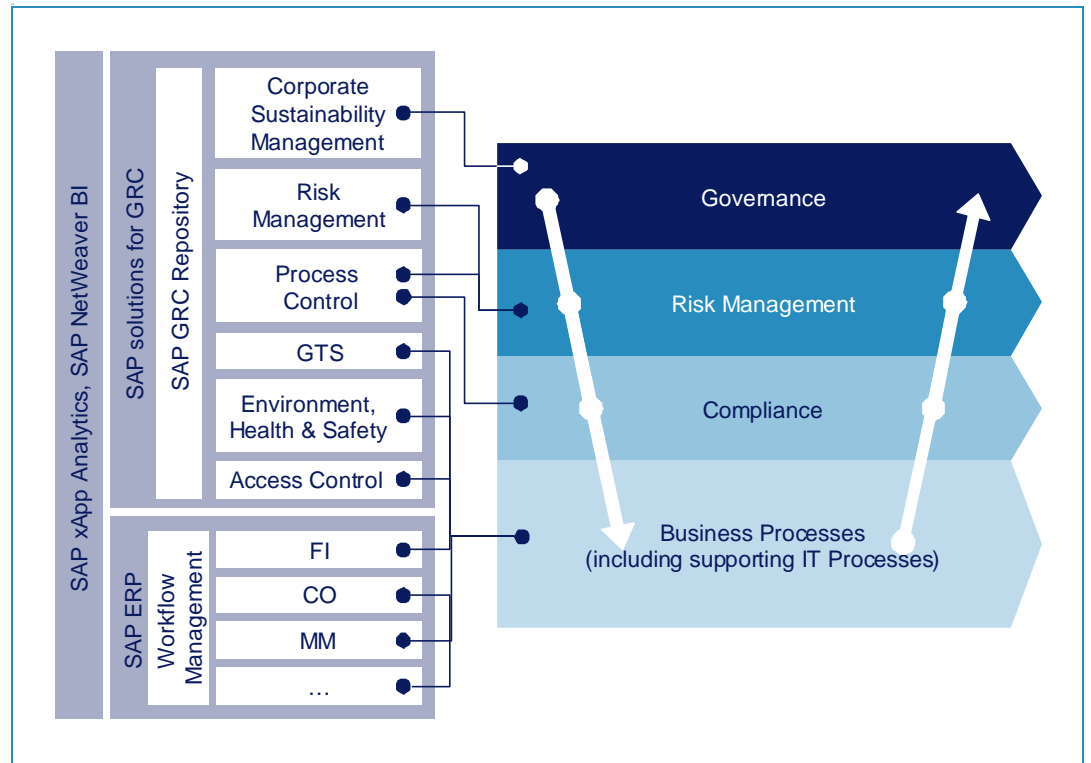 SAP xApp Analytics, SAP NetWeaver BI
SAP solutions for GRC
SAP GRC Repository
Corporate
Sustainability
Management
Risk
Management
Process
Control
GTS
Environment,
Health & Safety
Access Control
SAP ERP
Workflow
Management
FI
CO
MM
...
Governance
Risk Management
Compliance
Business Processes
(including supporting IT Processes)